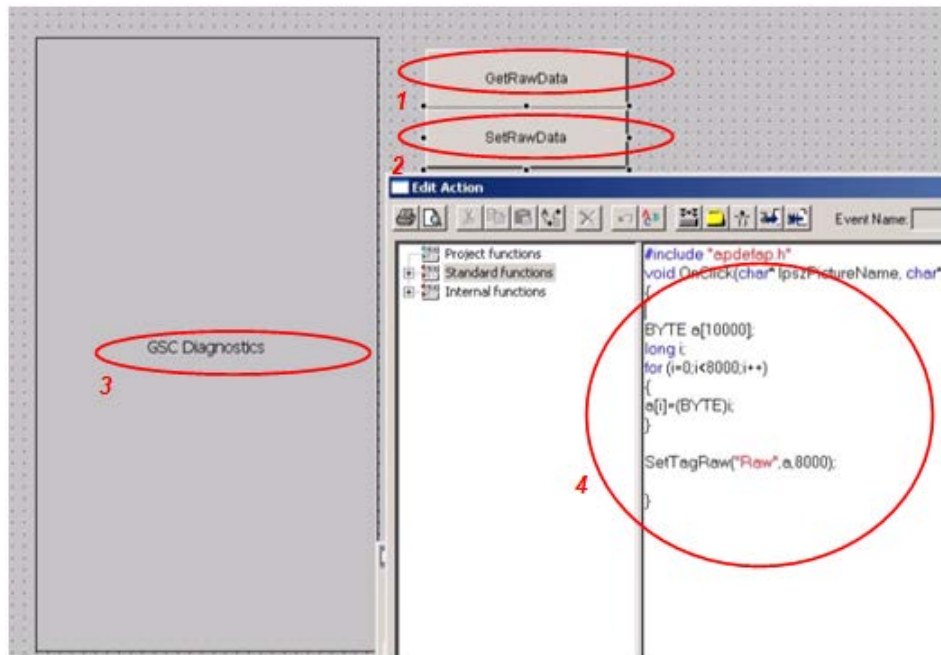 GetRawData
1
SetRawData
2
GSC Diagnostics
3
Edit Action
Event Name:
Project functions
Standard functions
Internal functions
#include "apdefap.h"
void OnClick(char* lpszPictureName, char*
{
BYTE a[10000];
long i;
for (i=0;i<8000;i++)
{
a[i]=(BYTE)i;
}
SetTagRaw("Raw",a,8000);
4
}